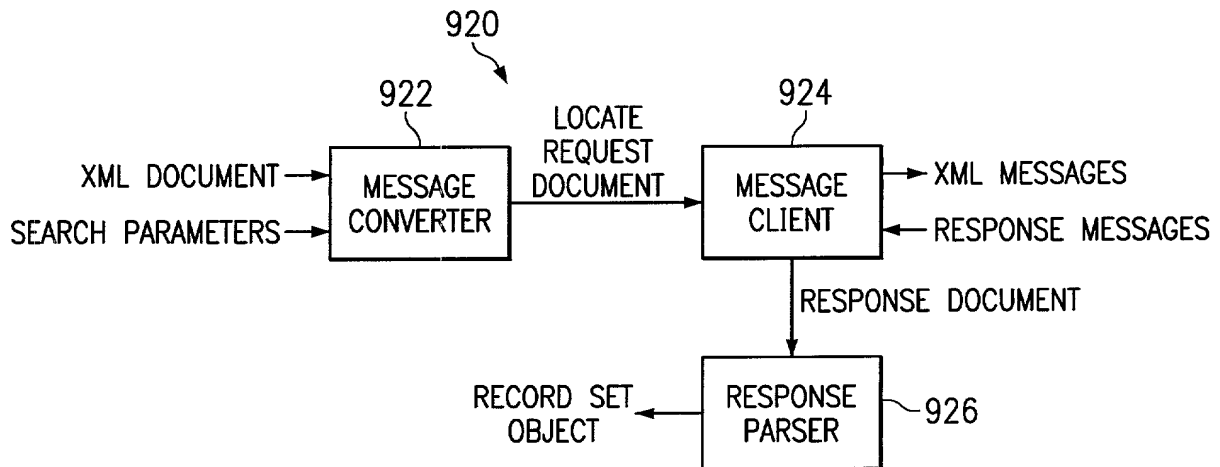 920
922
924
LOCATE
REQUEST
DOCUMENT
XML DOCUMENT
SEARCH PARAMETERS
MESSAGE
CONVERTER
MESSAGE
CLIENT
XML MESSAGES
RESPONSE MESSAGES
RESPONSE DOCUMENT
RECORD SET
OBJECT
RESPONSE
PARSER
926